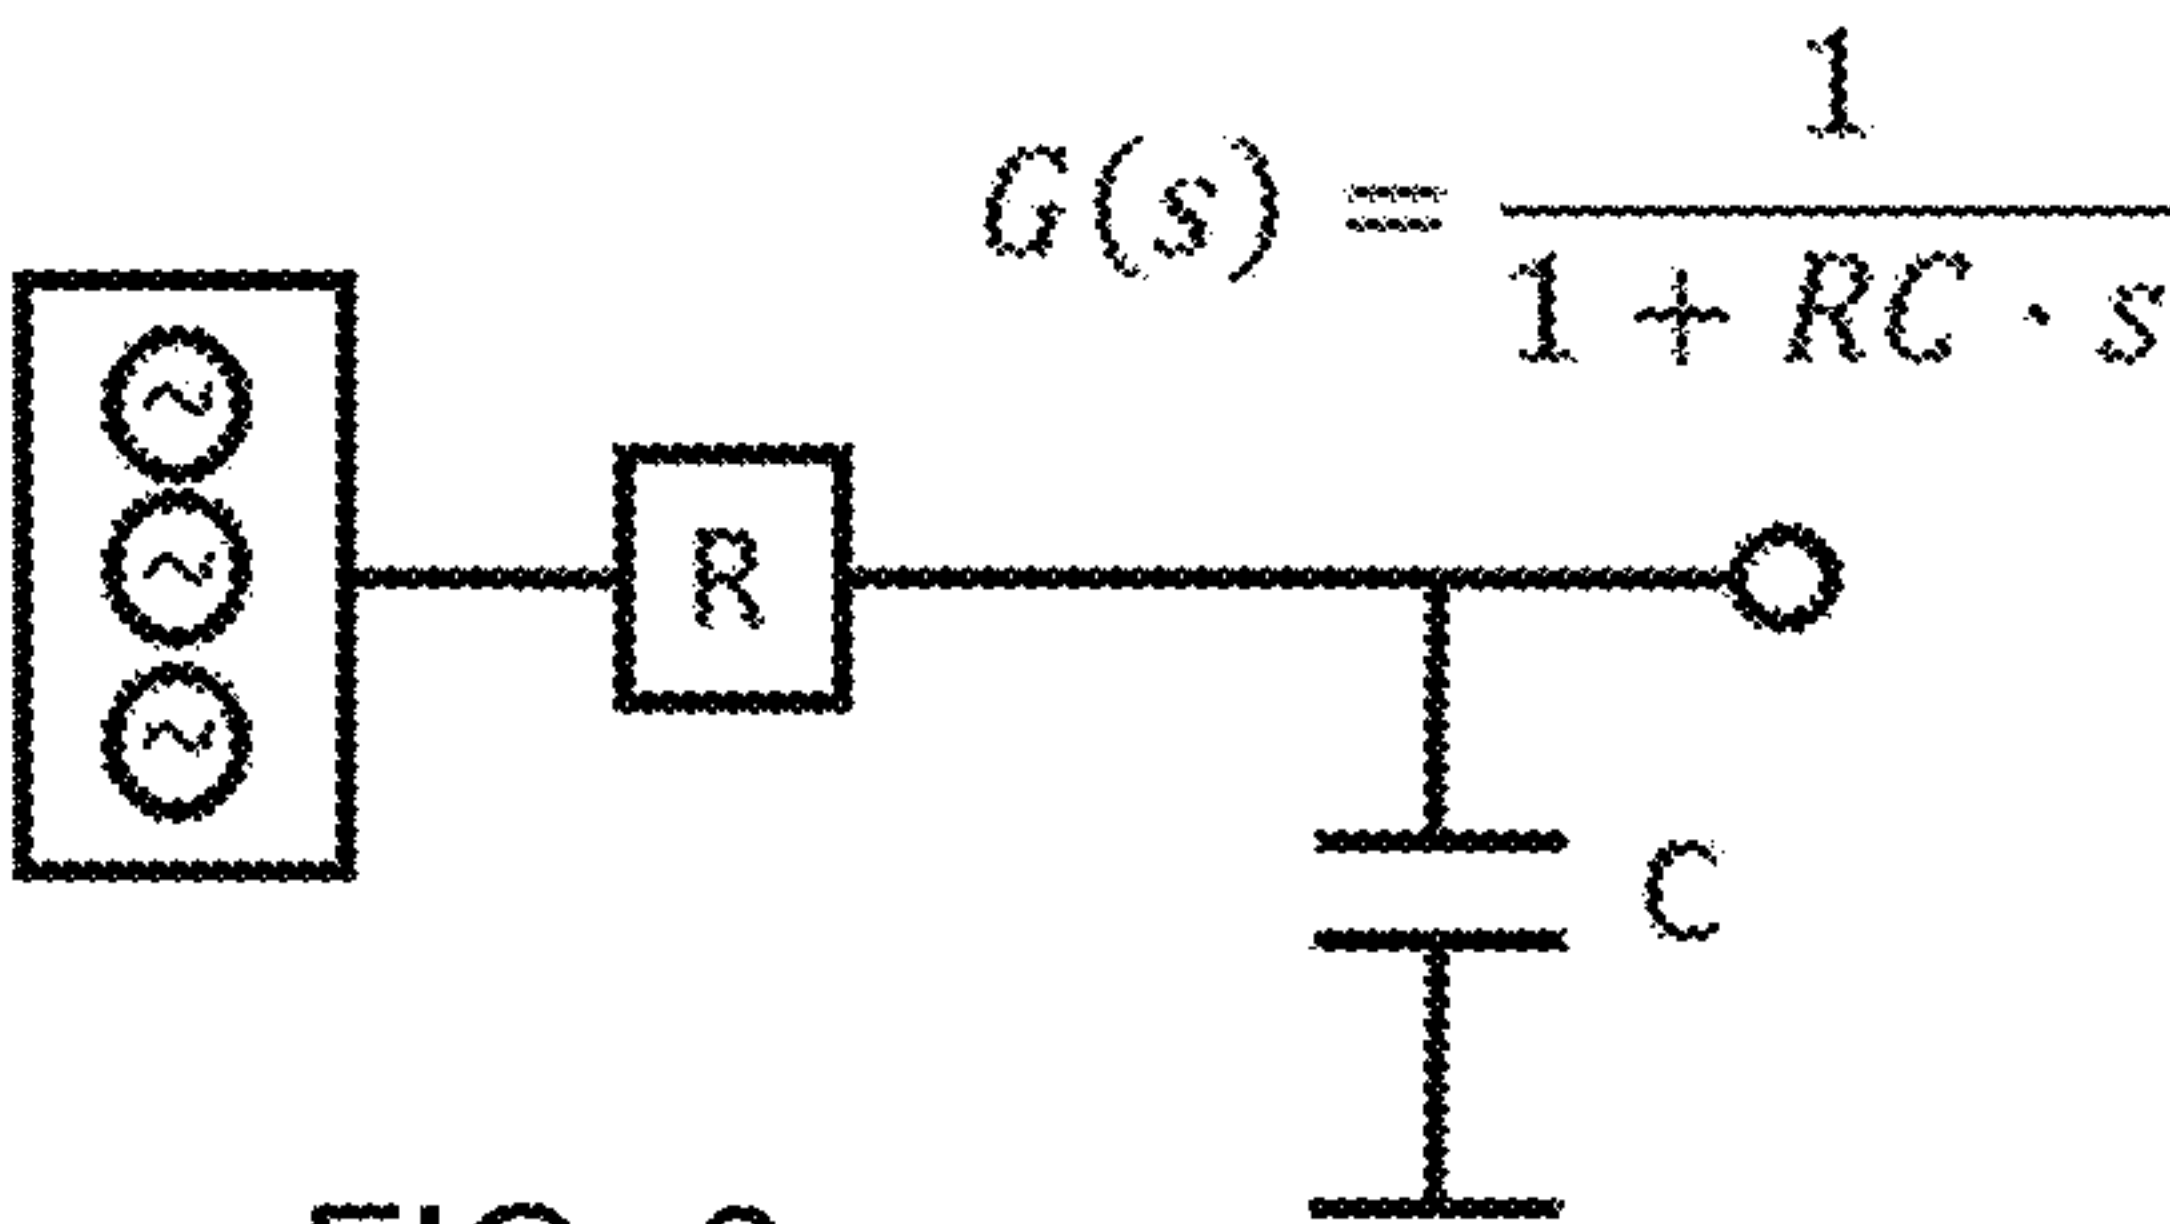 G(s) = 1 / (1 + RC · s)
R
C